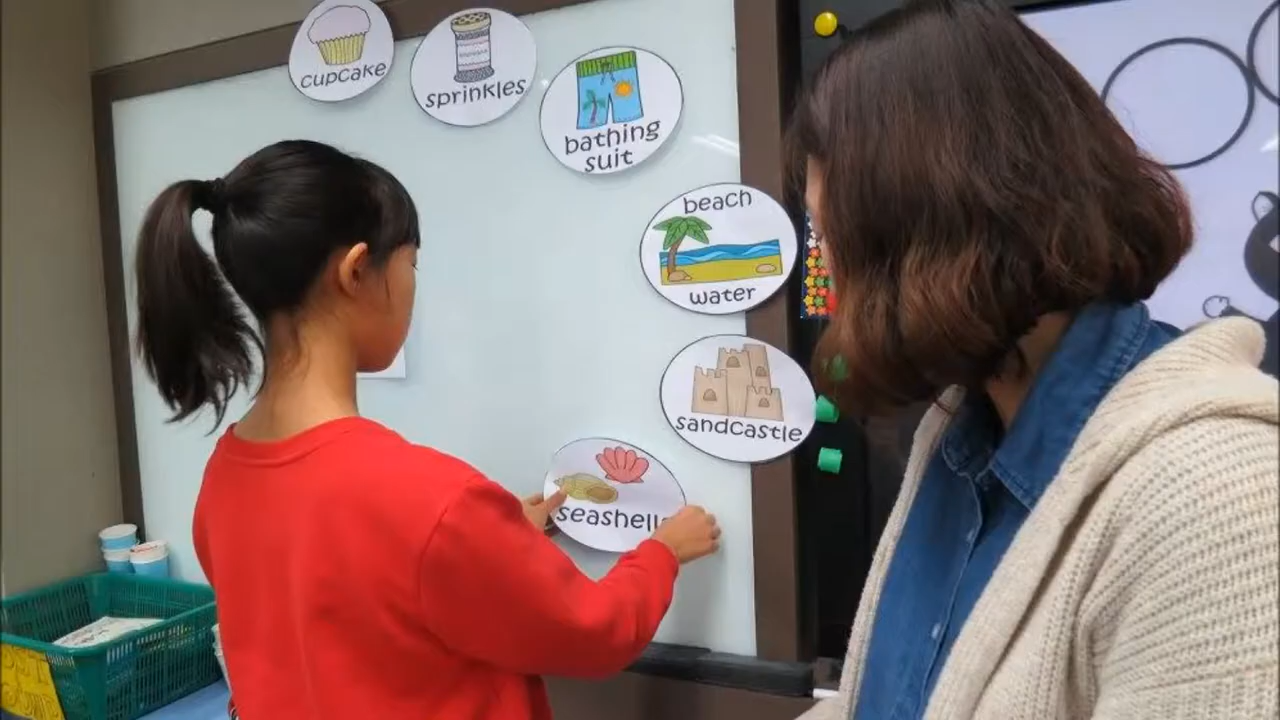 cupcake
sprinkles
bathing
suit
beach
water
sandcastle
seashells